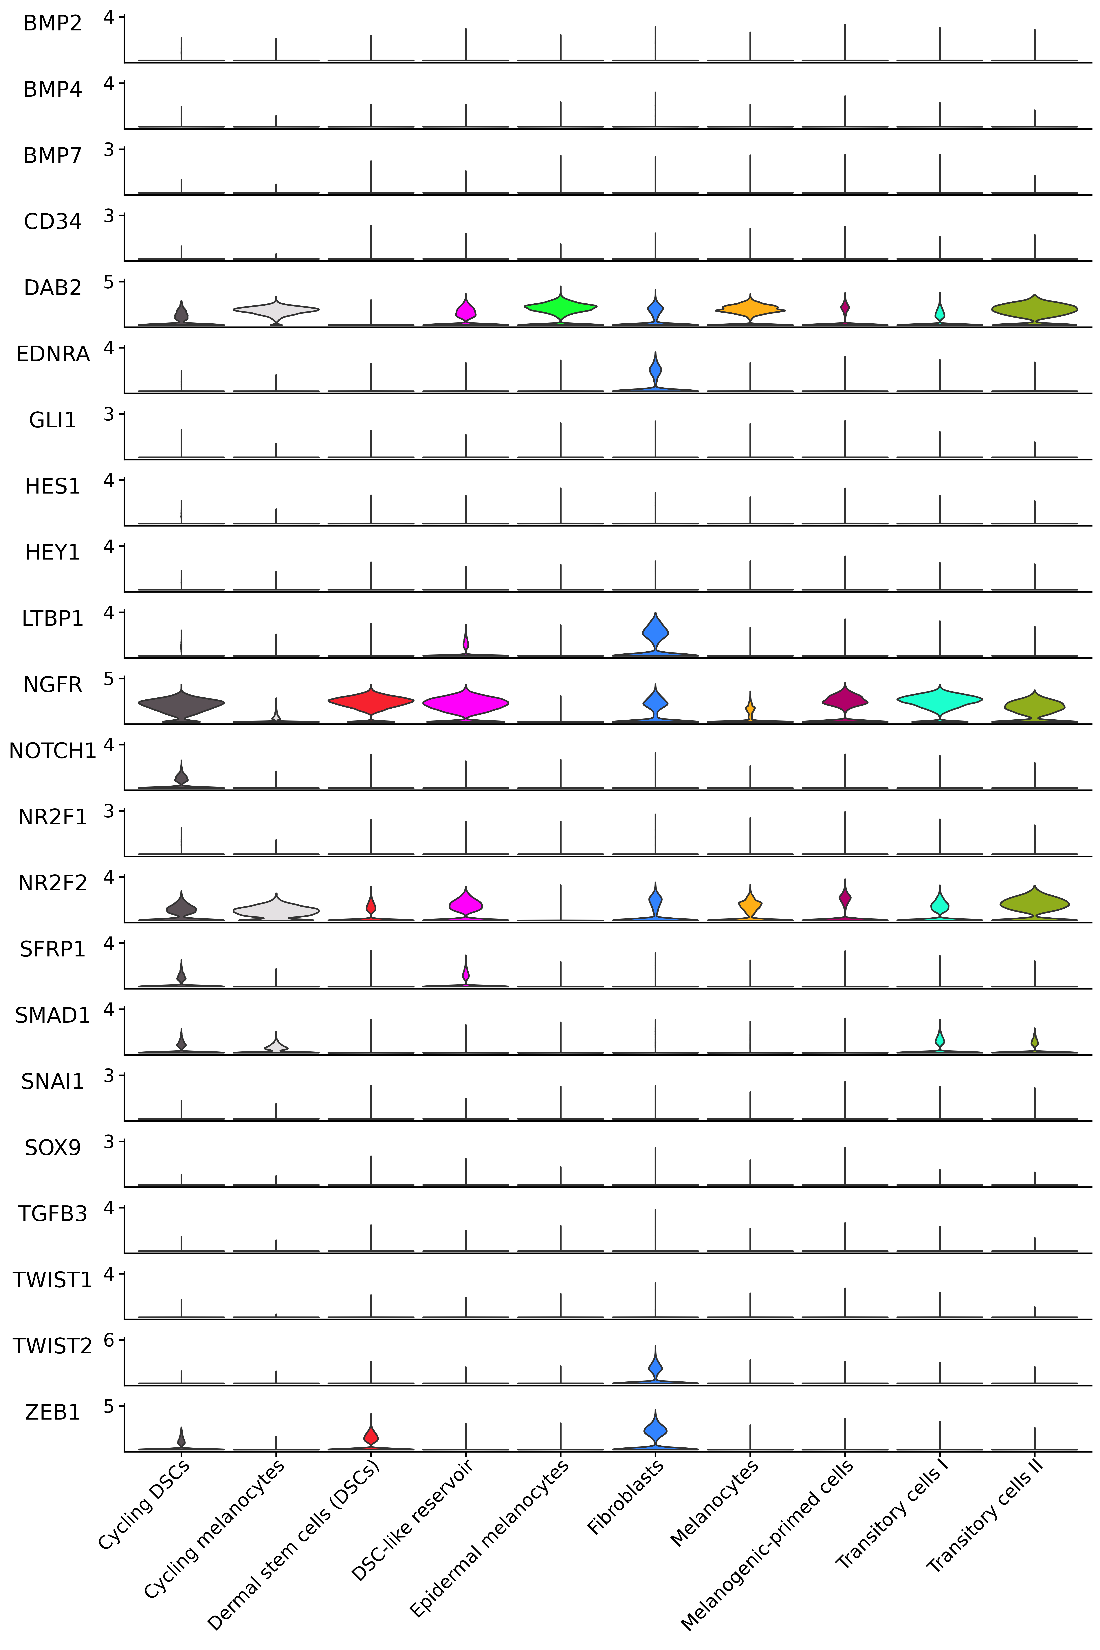 BMP2 4
BMP4 4
BMP7 3
CD34 3
DAB2 5
EDNRA 4
GLI1 3
HES1 4
HEY1 4
LTBP1 4
NGFR 5
NOTCH1 4
NR2F1 3
NR2F2 4
SFRP1 4
SMAD1 4
SNAI1 3
SOX9 3
TGFB3 4
TWIST1 4
TWIST2 6
ZEB1 5
Cycling DSCs
Cycling melanocytes
Dermal stem cells (DSCs)
DSC-like reservoir
Epidermal melanocytes
Fibroblasts
Melanocytes
Melanogenic-primed cells
Transitory cells I
Transitory cells II